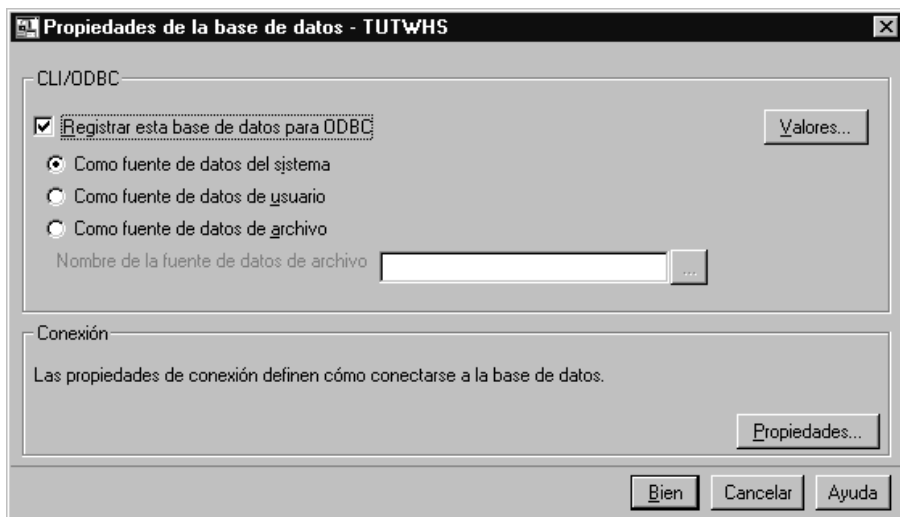 Propiedades de la base de datos - TUTWHS
CLI/ODBC
Registrar esta base de datos para ODBC
Valores...
Como fuente de datos del sistema
Como fuente de datos de usuario
Como fuente de datos de archivo
Nombre de la fuente de datos de archivo
...
Conexión
Las propiedades de conexión definen cómo conectarse a la base de datos.
Propiedades...
Bien Cancelar Ayuda